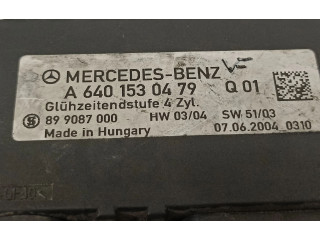 MERCEDES-BENZ VF
A 640 153 04 79 Q 01
Glühzeitendstufe 4 Zyl.
89 9087 000 HW 03/04 SW 51/03
Made in Hungary 07.06.2004 0310